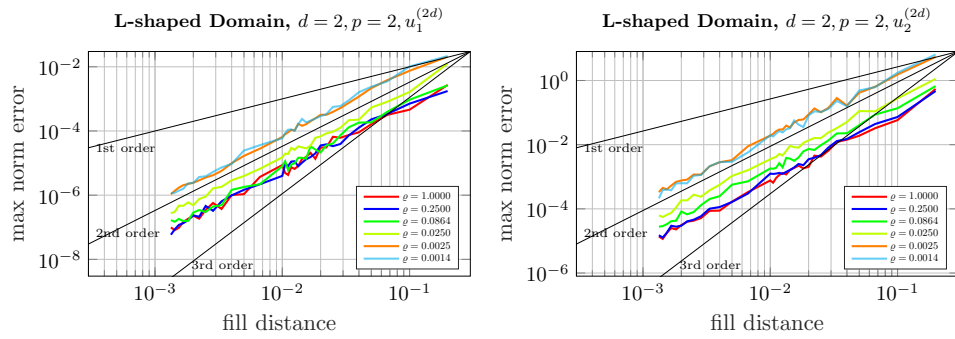 L-shaped Domain, d = 2, p = 2, u_1^{(2d)}
max norm error
10^{-2}
10^{-4}
10^{-6}
10^{-8}
1st order
2nd order
3rd order
ϱ = 1.0000
ϱ = 0.2500
ϱ = 0.0864
ϱ = 0.0250
ϱ = 0.0025
ϱ = 0.0014
10^{-3} 10^{-2} 10^{-1}
fill distance
L-shaped Domain, d = 2, p = 2, u_2^{(2d)}
max norm error
10^{0}
10^{-2}
10^{-4}
10^{-6}
1st order
2nd order
3rd order
ϱ = 1.0000
ϱ = 0.2500
ϱ = 0.0864
ϱ = 0.0250
ϱ = 0.0025
ϱ = 0.0014
10^{-3} 10^{-2} 10^{-1}
fill distance